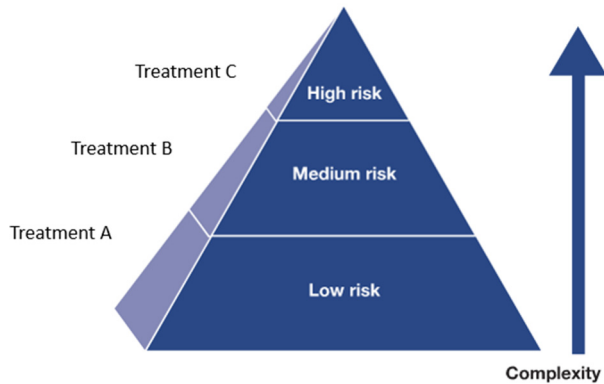 Treatment C
High risk
Treatment B
Medium risk
Treatment A
Low risk
Complexity